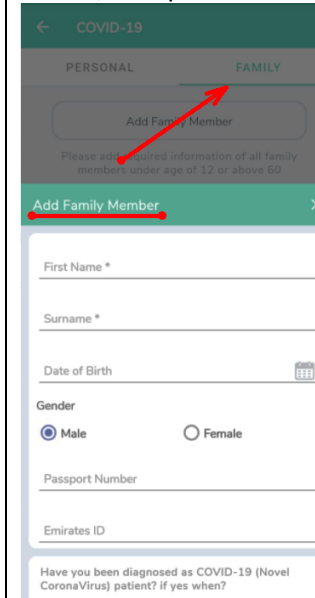 COVID-19
PERSONAL FAMILY
Add Family Member
Please add required information of all family
members under age of 12 or above 60
Add Family Member
First Name *
Surname *
Date of Birth
Gender
Male Female
Passport Number
Emirates ID
Have you been diagnosed as COVID-19 (Novel
CoronaVirus) patient? if yes when?